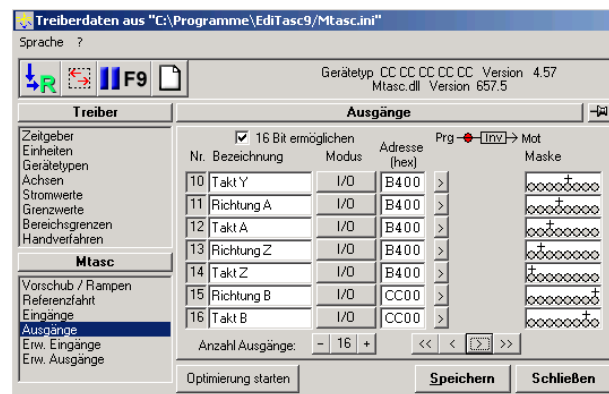 Treiberdaten aus "C:\Programme\EdiTasc9/Mtasc.ini"
Sprache ?
R F9 Gerätetyp CC CC CC CC CC Version 4.57
Mtasc.dll Version 657.5
Treiber
Ausgänge
Zeitgeber
Einheiten
Gerätetypen
Achsen
Stromwerte
Grenzwerte
Bereichsgrenzen
Handverfahren
Mtasc
Vorschub / Rampen
Referenzfahrt
Eingänge
Ausgänge
Erw. Eingänge
Erw. Ausgänge
16 Bit ermöglichen
Prg Inv Mot
Nr. Bezeichnung Modus Adresse (hex) Maske
10 Takt Y I/O B400 >
11 Richtung A I/O B400 >
12 Takt A I/O B400 >
13 Richtung Z I/O B400 >
14 Takt Z I/O B400 >
15 Richtung B I/O CC00 >
16 Takt B I/O CC00 >
Anzahl Ausgänge: - 16 + << < > >>
Optimierung starten Speichern Schließen